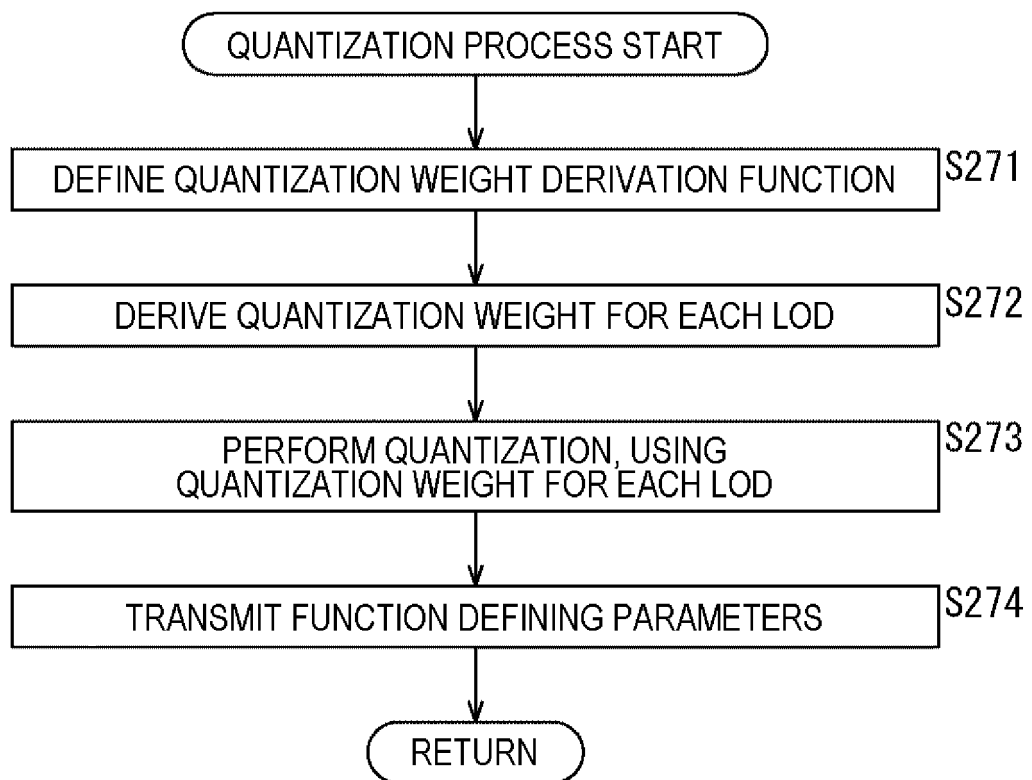 QUANTIZATION PROCESS START
DEFINE QUANTIZATION WEIGHT DERIVATION FUNCTION
S271
DERIVE QUANTIZATION WEIGHT FOR EACH LOD
S272
PERFORM QUANTIZATION, USING
QUANTIZATION WEIGHT FOR EACH LOD
S273
TRANSMIT FUNCTION DEFINING PARAMETERS
S274
RETURN